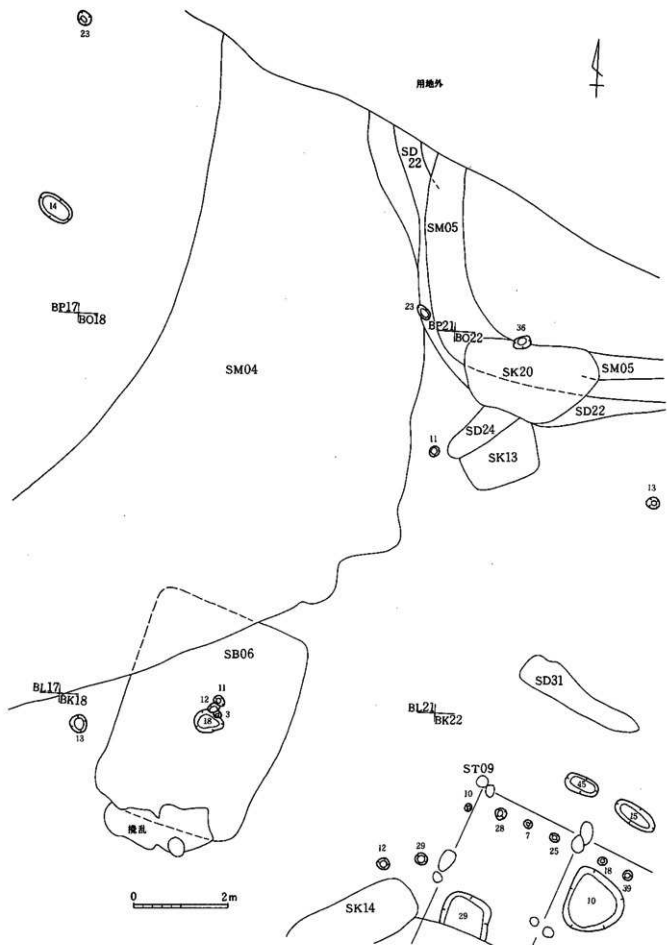 23
用地外
SD
22
14
SM05
BP17
BO18
23
BP21
BO22
36
SM04
SK20
SM05
SD22
SD24
11
SK13
13
SB06
BL17
BK18
11
12
3
18
13
SD31
BL21
BK22
ST09
45
10
15
28
7
25
撹乱
12
29
18
39
0 2m
10
SK14
29